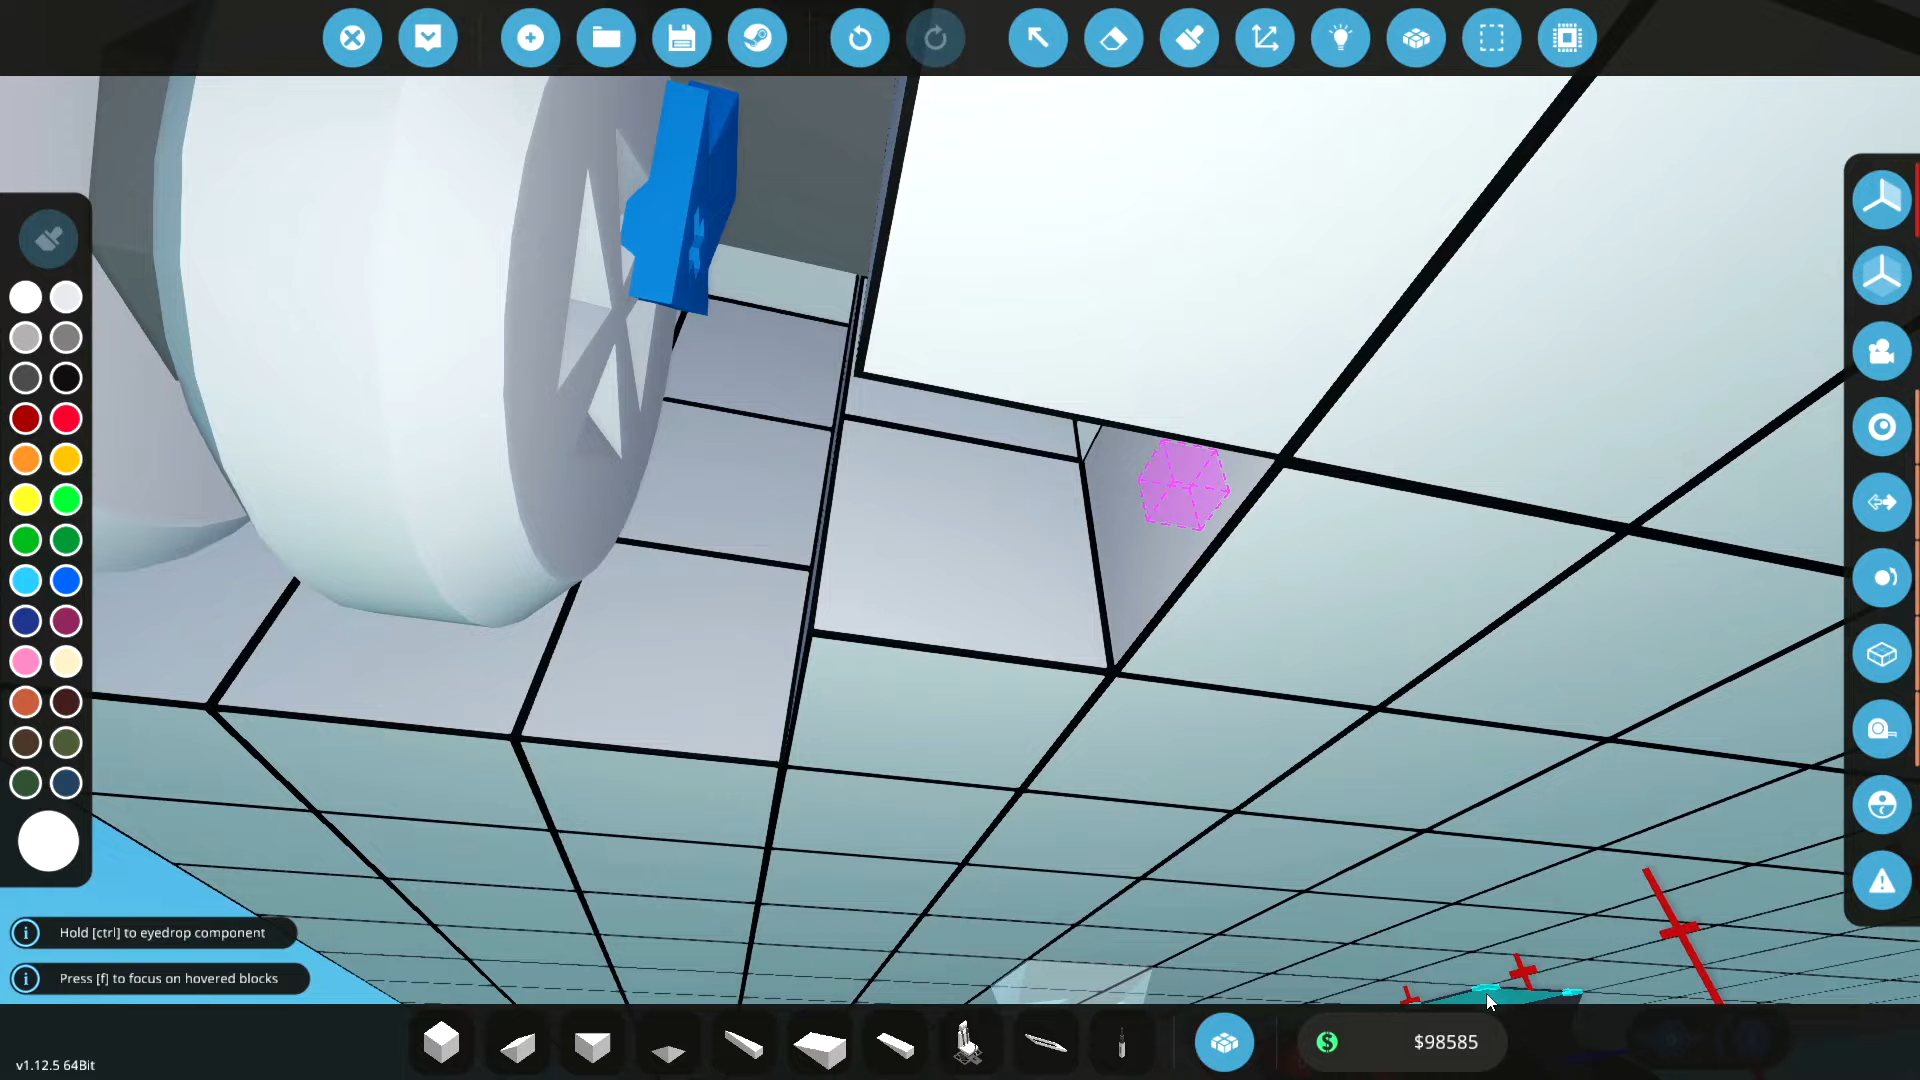 Hold [ctrl] to eyedrop component
Press [f] to focus on hovered blocks
$98585
v1.12.5 64Bit